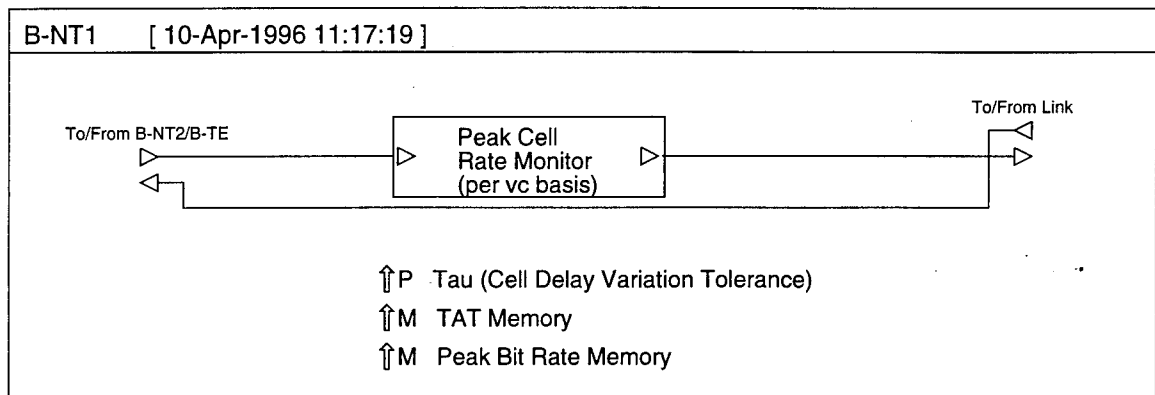 B-NT1 [ 10-Apr-1996 11:17:19 ]
To/From Link
To/From B-NT2/B-TE
Peak Cell
Rate Monitor
(per vc basis)
⇧P Tau (Cell Delay Variation Tolerance)
⇧M TAT Memory
⇧M Peak Bit Rate Memory